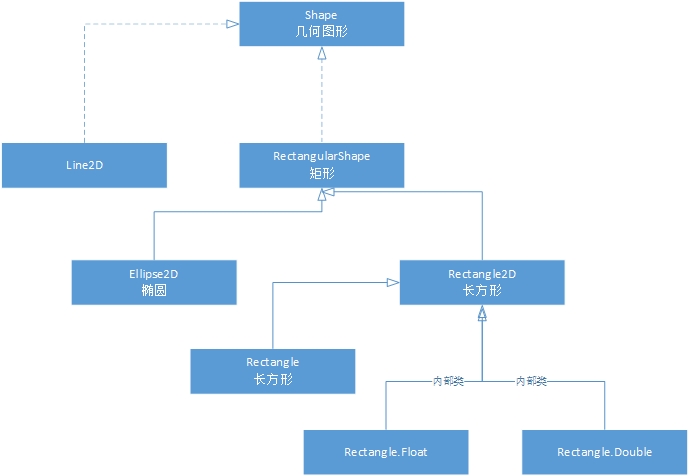 Shape
几何图形
Line2D
RectangularShape
矩形
Ellipse2D
椭圆
Rectangle2D
长方形
Rectangle
长方形
内部类
内部类
Rectangle.Float
Rectangle.Double